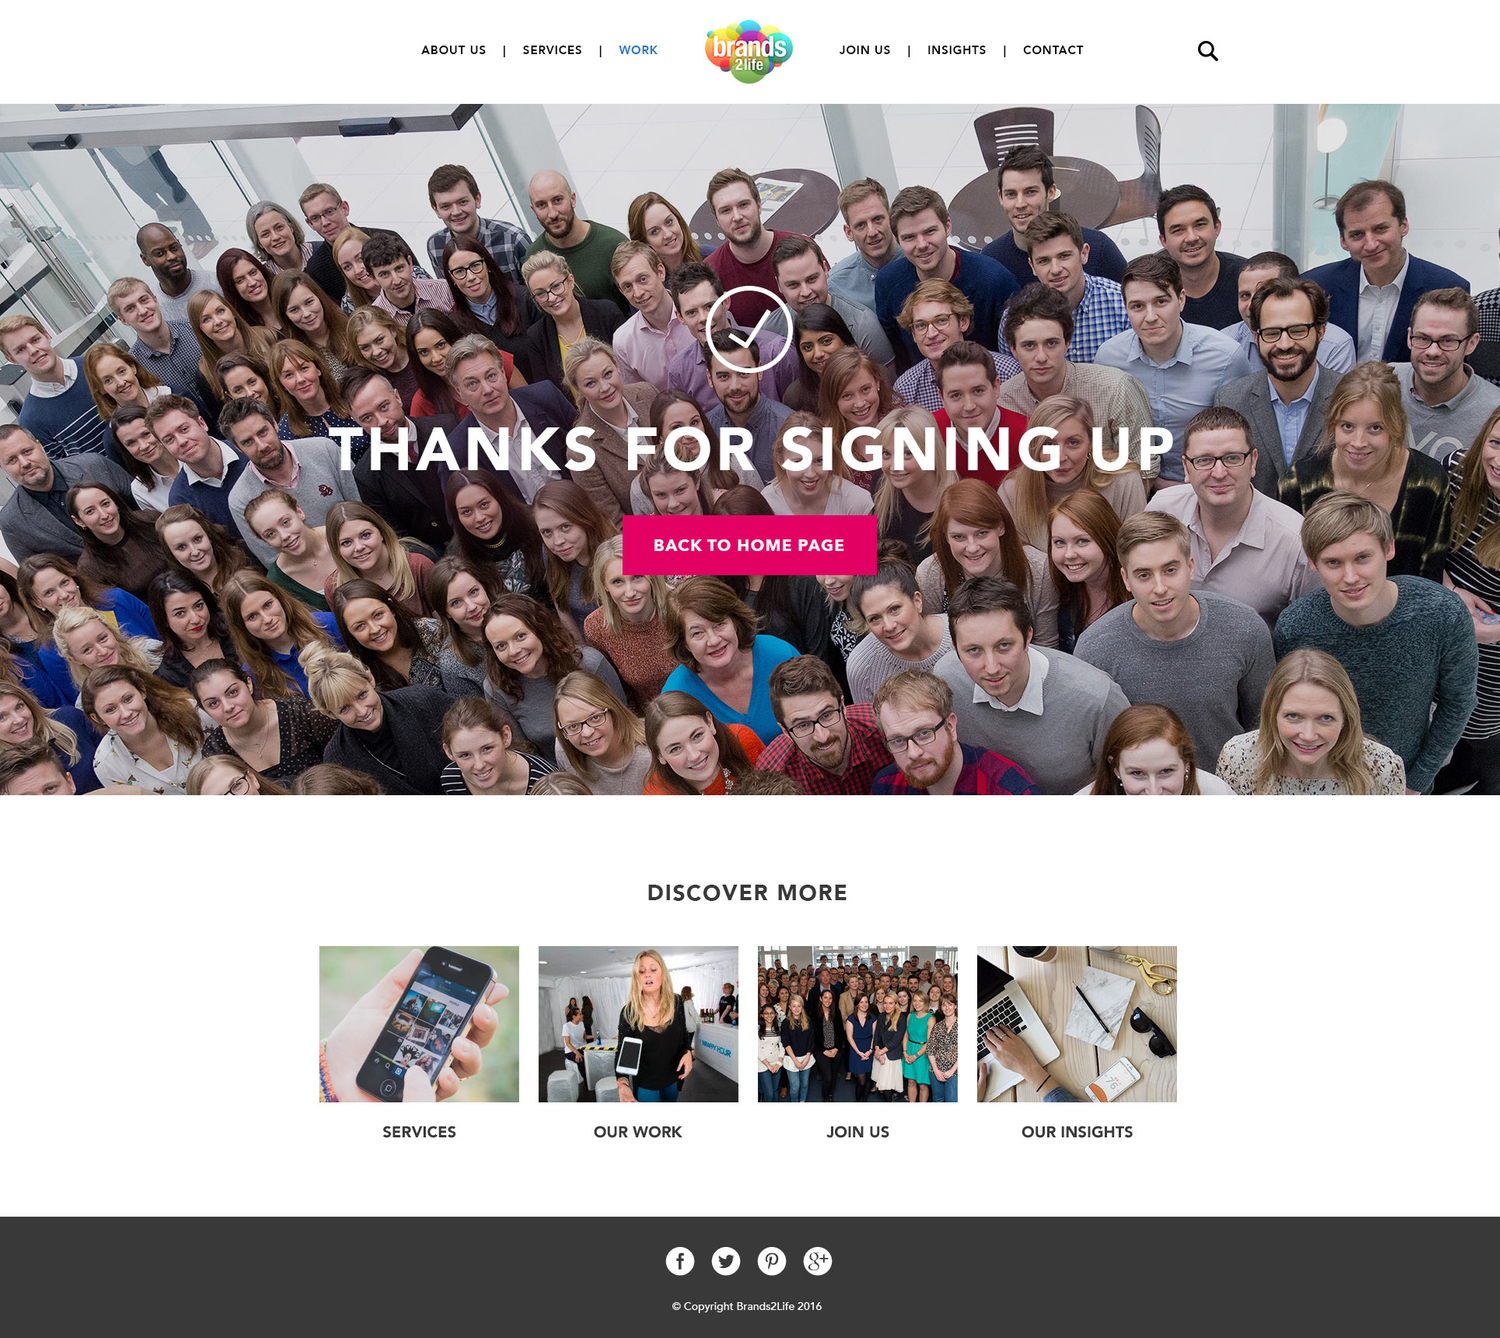 ABOUT US | SERVICES | WORK
brands
2life
JOIN US | INSIGHTS | CONTACT
THANKS FOR SIGNING UP
BACK TO HOME PAGE
DISCOVER MORE
SERVICES
OUR WORK
JOIN US
OUR INSIGHTS
© Copyright Brands2Life 2016